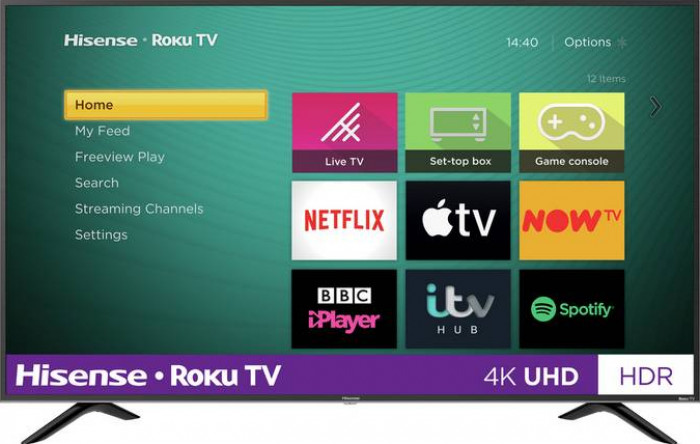 Hisense • Roku TV
14:40
Options *
12 Items
Home
My Feed
Freeview Play
Search
Streaming Channels
Settings
Live TV
Set-top box
Game console
NETFLIX
tv
NOW TV
BBC
iPlayer
itv
HUB
Spotify
Hisense • Roku TV
4K UHD
HDR
Hisense
Roku TV